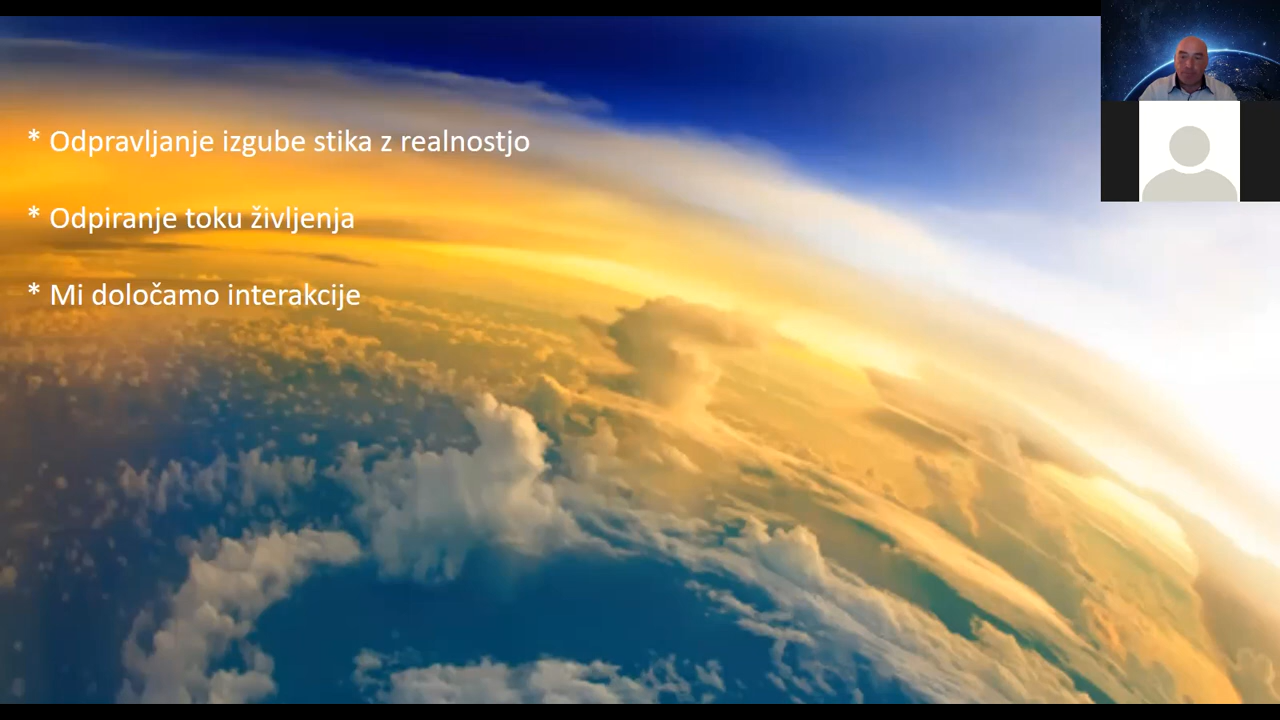 * Odpravljanje izgube stika z realnostjo
* Odpiranje toku življenja
* Mi določamo interakcije